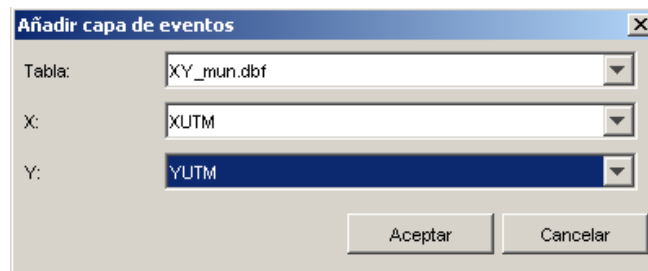 Añadir capa de eventos
Tabla: XY_mun.dbf
X: XUTM
Y: YUTM
Aceptar Cancelar